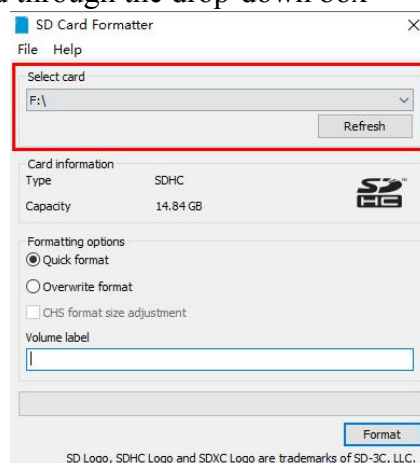 through the drop-down box
SD Card Formatter
File Help
Select card
F:\
Refresh
Card information
Type SDHC
Capacity 14.84 GB
SD HC
Formatting options
Quick format
Overwrite format
CHS format size adjustment
Volume label
Format
SD Logo, SDHC Logo and SDXC Logo are trademarks of SD-3C, LLC.